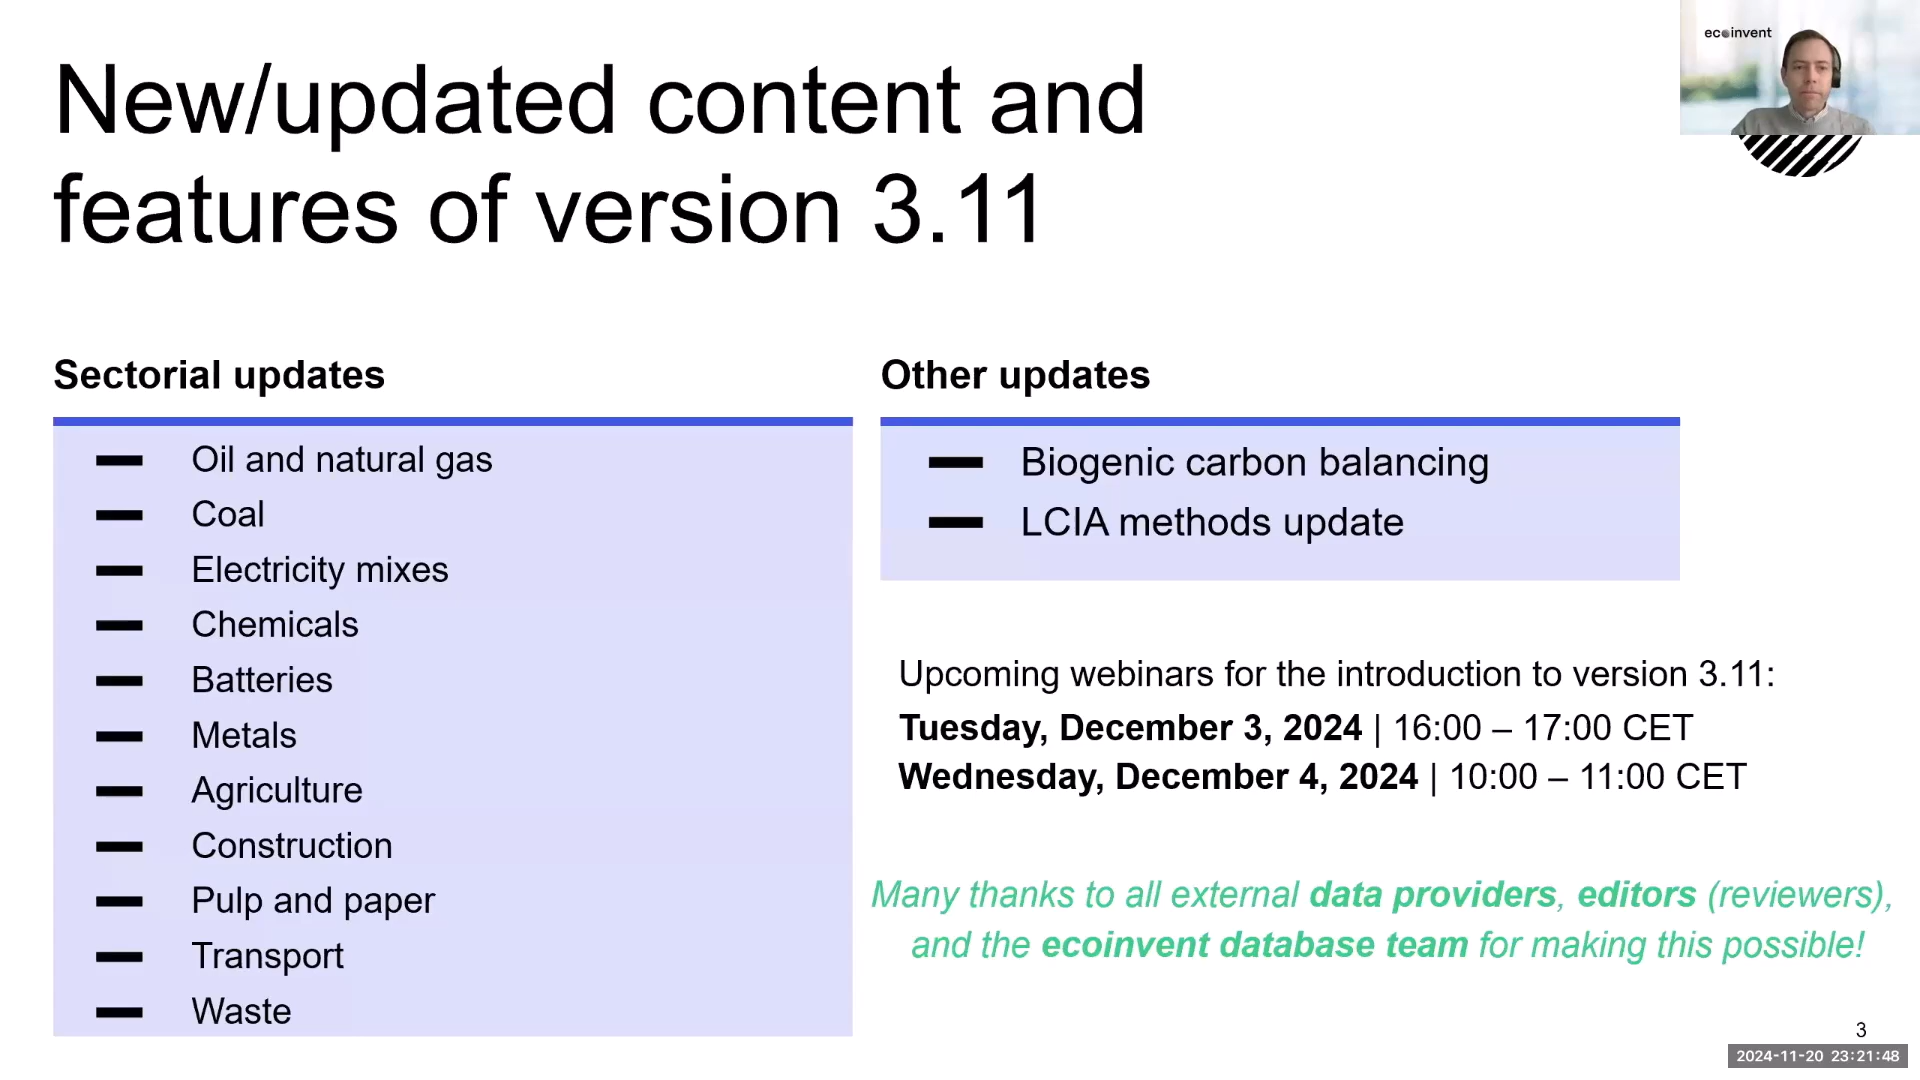 New/updated content and
features of version 3.11
ecoinvent
Sectorial updates
Oil and natural gas
Coal
Electricity mixes
Chemicals
Batteries
Metals
Agriculture
Construction
Pulp and paper
Transport
Waste
Other updates
Biogenic carbon balancing
LCIA methods update
Upcoming webinars for the introduction to version 3.11:
Tuesday, December 3, 2024 | 16:00 – 17:00 CET
Wednesday, December 4, 2024 | 10:00 – 11:00 CET
Many thanks to all external data providers, editors (reviewers),
and the ecoinvent database team for making this possible!
3
2024-11-20 23:21:48